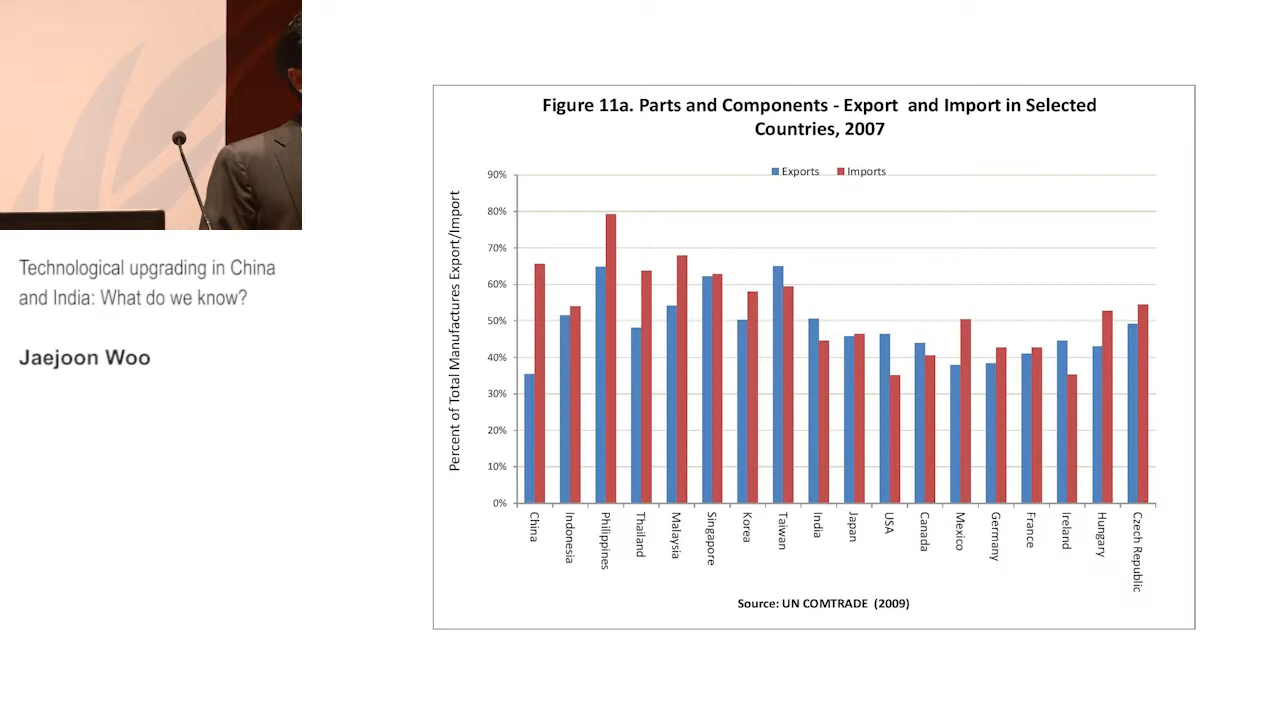 Technological upgrading in China
and India: What do we know?
Jaejoon Woo
Figure 11a. Parts and Components - Export and Import in Selected
Countries, 2007
Exports Imports
Percent of Total Manufactures Export/Import
90%
80%
70%
60%
50%
40%
30%
20%
10%
0%
China
Indonesia
Philippines
Thailand
Malaysia
Singapore
Korea
Taiwan
India
Japan
USA
Canada
Mexico
Germany
France
Ireland
Hungary
Czech Republic
Source: UN COMTRADE (2009)